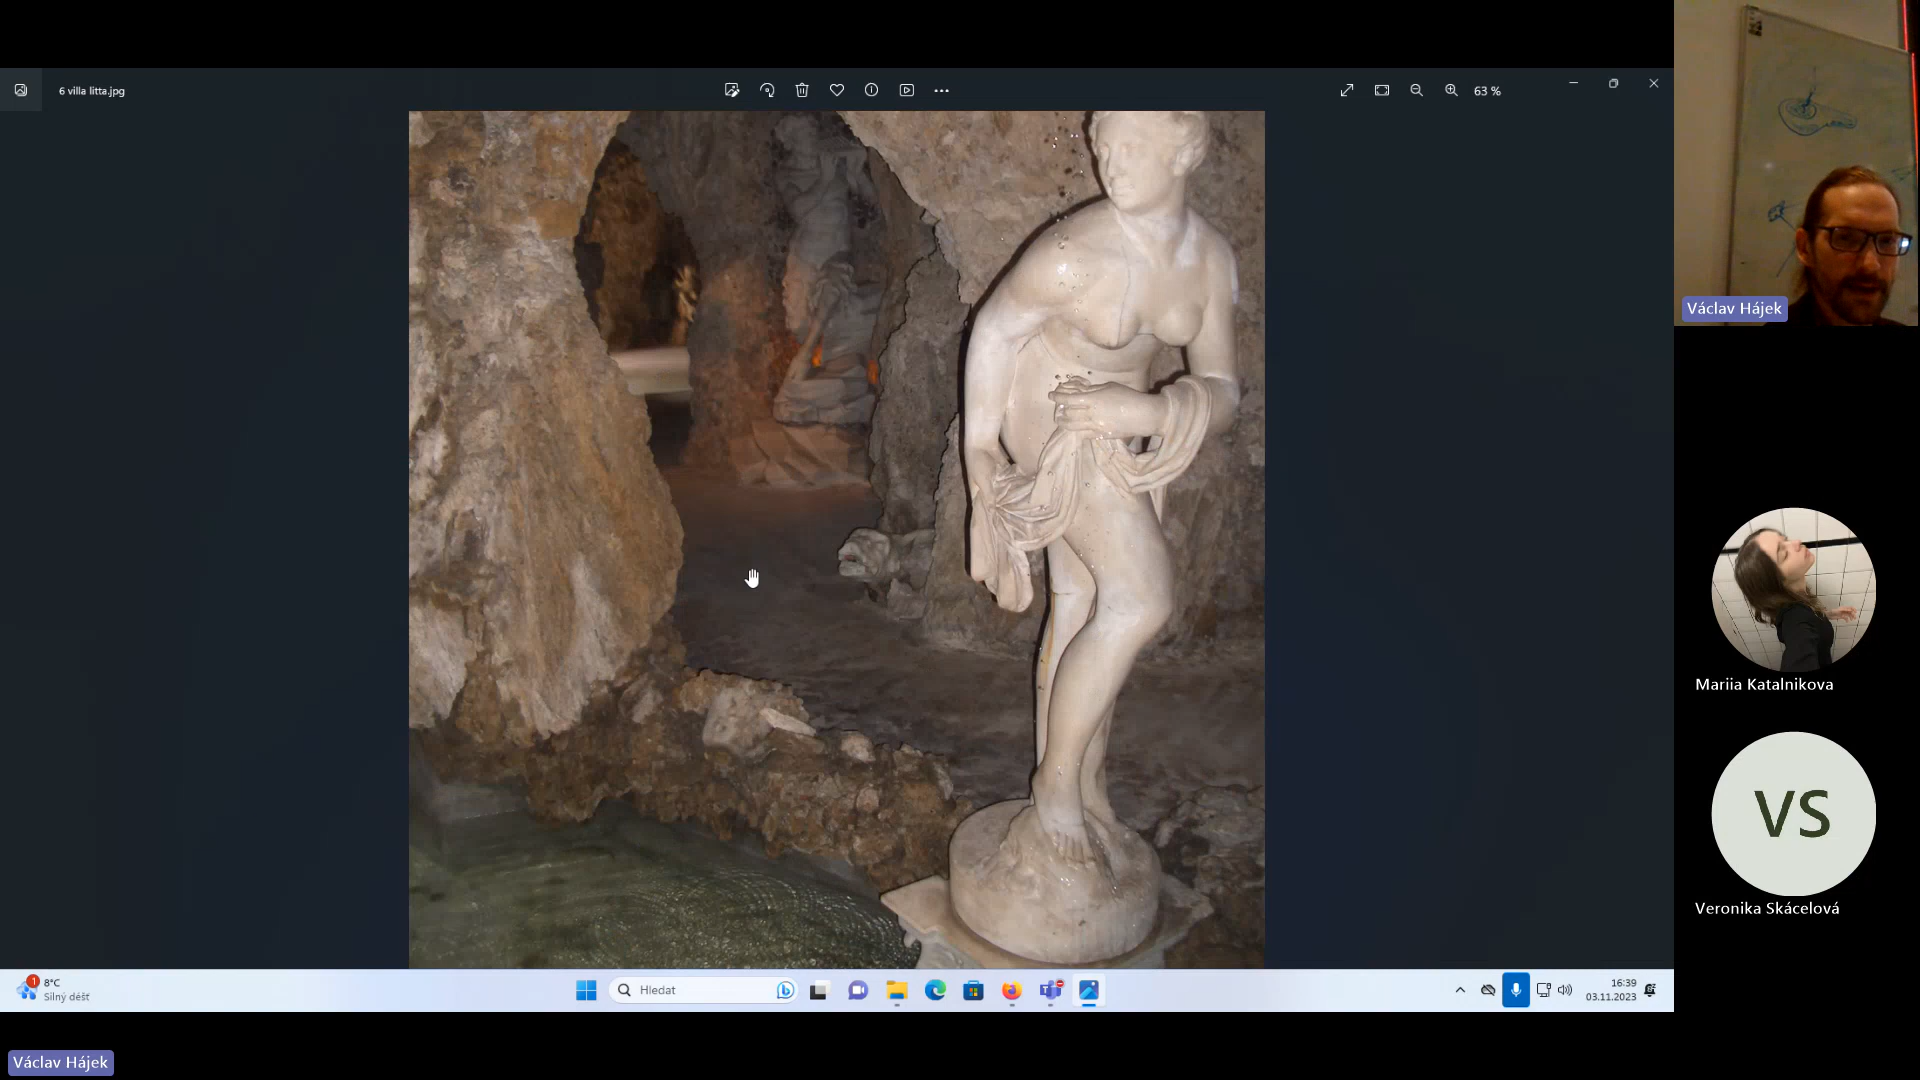 6 villa litta.jpg
63 %
Václav Hájek
Mariia Katalnikova
VS
Veronika Skácelová
1
8°C
Silný déšť
Hledat
16:39
03.11.2023
Václav Hájek